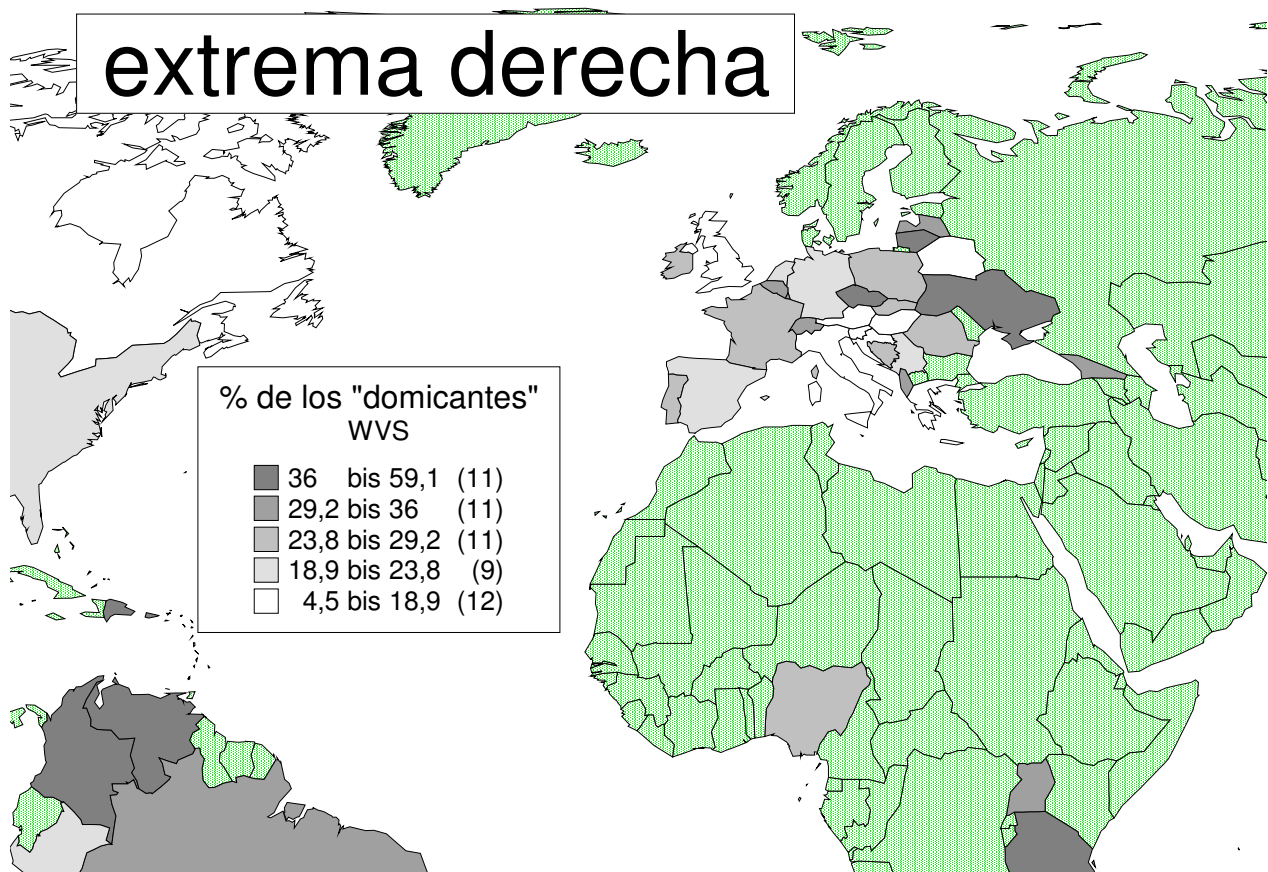 extrema derecha
% de los "domicantes"
WVS
36 bis 59,1 (11)
29,2 bis 36 (11)
23,8 bis 29,2 (11)
18,9 bis 23,8 (9)
4,5 bis 18,9 (12)